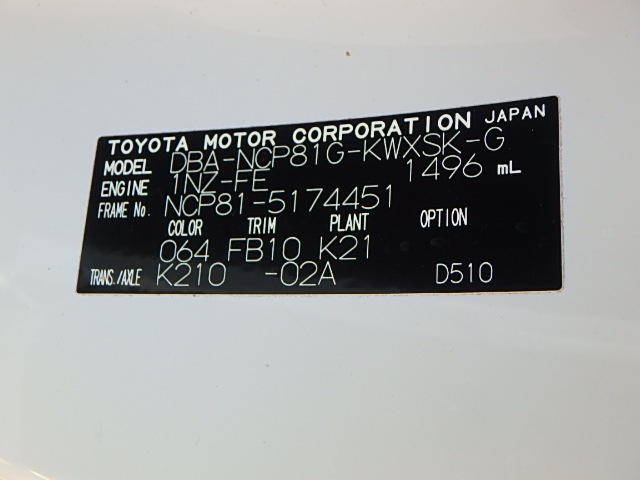 TOYOTA MOTOR CORPORATION JAPAN
MODEL DBA-NCP81G-KWXSK-G
ENGINE 1NZ-FE 1496 mL
FRAME No. NCP81-5174451
COLOR TRIM PLANT OPTION
064 FB10 K21
TRANS./AXLE K210 -02A D510